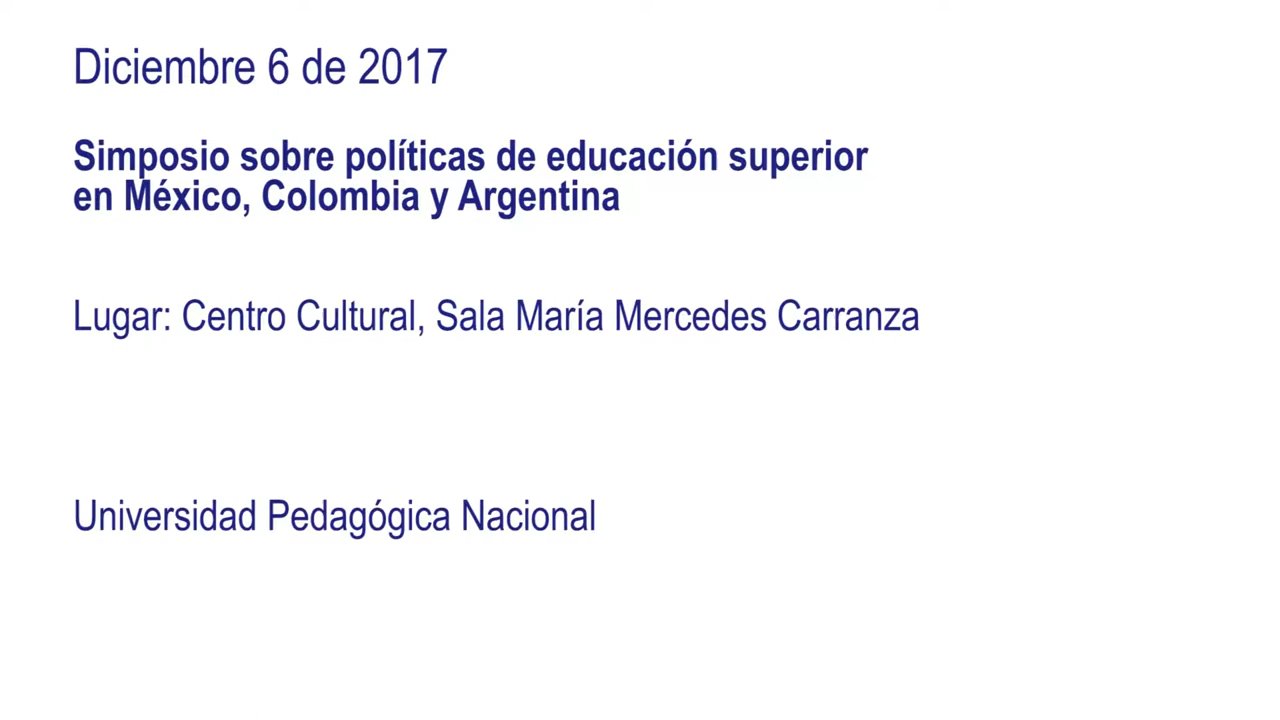 Diciembre 6 de 2017
Simposio sobre políticas de educación superior
en México, Colombia y Argentina
Lugar: Centro Cultural, Sala María Mercedes Carranza
Universidad Pedagógica Nacional